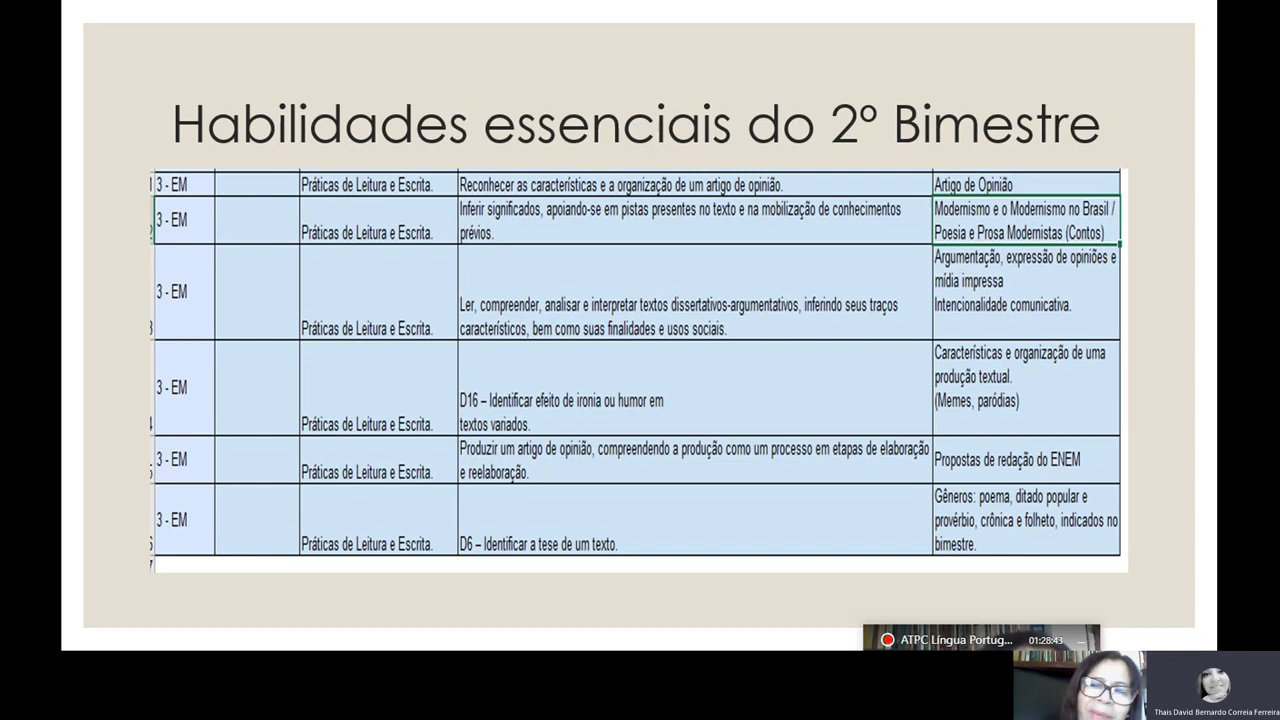 Habilidades essenciais do 2º Bimestre
3 - EM
Práticas de Leitura e Escrita.
Reconhecer as características e a organização de um artigo de opinião.
Artigo de Opinião
3 - EM
Práticas de Leitura e Escrita.
Inferir significados, apoiando-se em pistas presentes no texto e na mobilização de conhecimentos
prévios.
Modernismo e o Modernismo no Brasil /
Poesia e Prosa Modernistas (Contos)
3 - EM
Práticas de Leitura e Escrita.
Ler, compreender, analisar e interpretar textos dissertativos-argumentativos, inferindo seus traços
característicos, bem como suas finalidades e usos sociais.
Argumentação, expressão de opiniões e
mídia impressa
Intencionalidade comunicativa.
3 - EM
Práticas de Leitura e Escrita.
D16 – Identificar efeito de ironia ou humor em
textos variados.
Características e organização de uma
produção textual.
(Memes, paródias)
3 - EM
Práticas de Leitura e Escrita.
Produzir um artigo de opinião, compreendendo a produção como um processo em etapas de elaboração
e reelaboração.
Propostas de redação do ENEM
3 - EM
Práticas de Leitura e Escrita.
D6 – Identificar a tese de um texto.
Gêneros: poema, ditado popular e
provérbio, crônica e folheto, indicados no
bimestre.
ATPC Língua Portug... 01:28:43
Thais David Bernardo Correia Ferreira